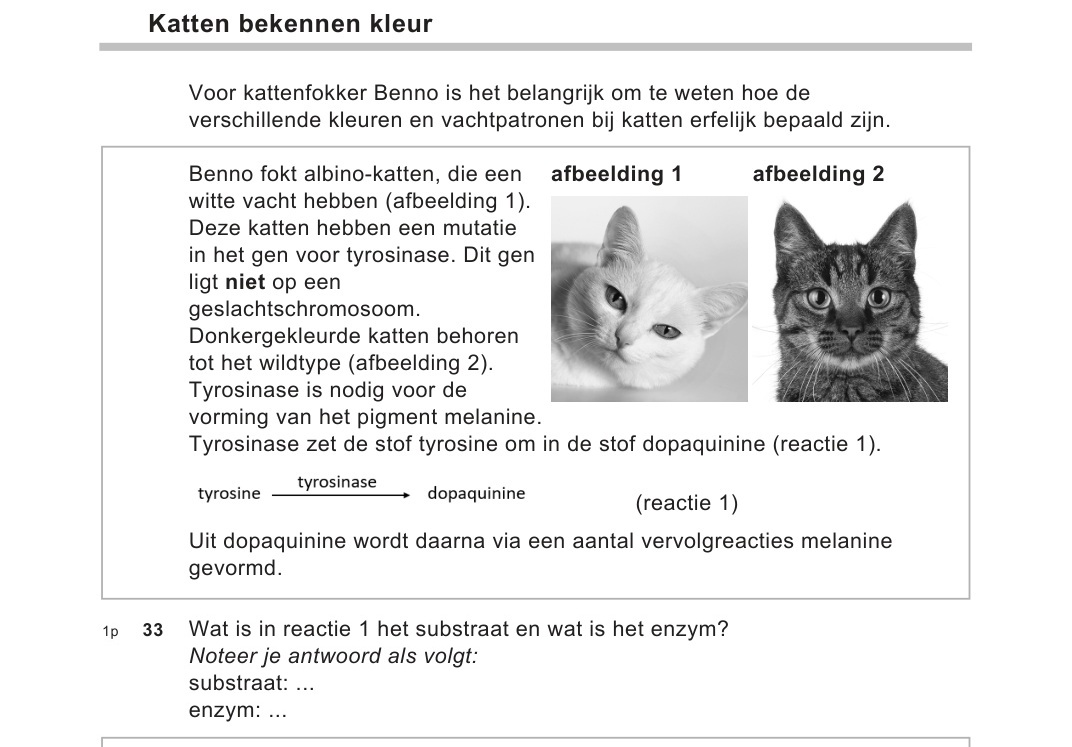 Katten bekennen kleur
Voor kattenfokker Benno is het belangrijk om te weten hoe de
verschillende kleuren en vachtpatronen bij katten erfelijk bepaald zijn.
Benno fokt albino-katten, die een
witte vacht hebben (afbeelding 1).
Deze katten hebben een mutatie
in het gen voor tyrosinase. Dit gen
ligt niet op een
geslachtschromosoom.
Donkergekleurde katten behoren
tot het wildtype (afbeelding 2).
Tyrosinase is nodig voor de
vorming van het pigment melanine.
afbeelding 1
afbeelding 2
Tyrosinase zet de stof tyrosine om in de stof dopaquinine (reactie 1).
tyrosinase
tyrosine dopaquinine
(reactie 1)
Uit dopaquinine wordt daarna via een aantal vervolgreacties melanine
gevormd.
1p 33 Wat is in reactie 1 het substraat en wat is het enzym?
Noteer je antwoord als volgt:
substraat: ...
enzym: ...